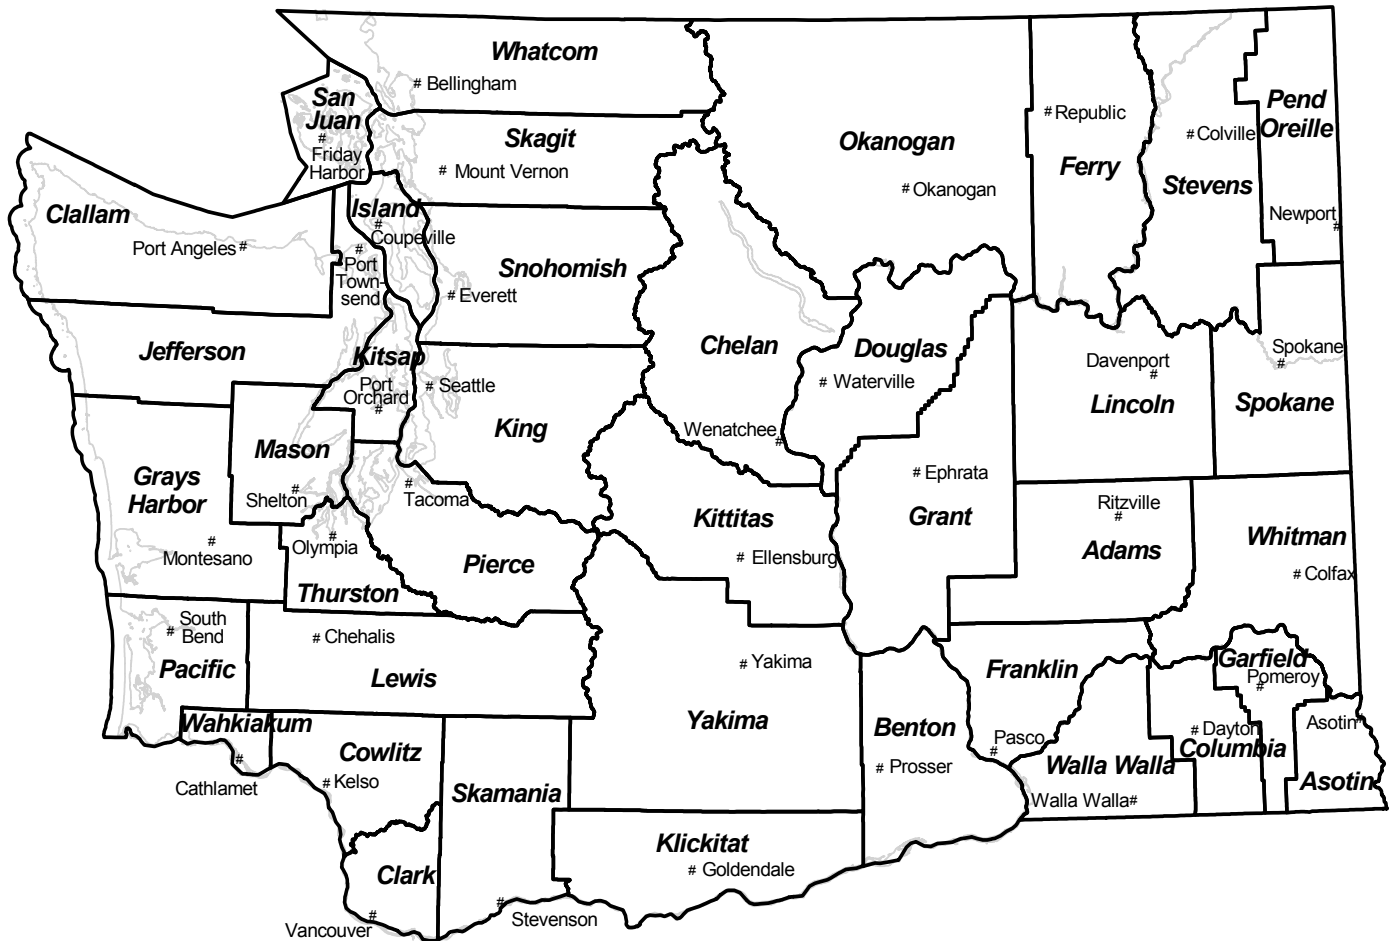 Whatcom
# Bellingham
San
Juan
#
Friday
Harbor
Skagit
# Mount Vernon
Okanogan
# Okanogan
# Republic
Ferry
# Colville
Stevens
Pend
Oreille
Newport
#
Clallam
Port Angeles #
Island
#
Coupeville
#
Port
Town-
send
Snohomish
# Everett
Jefferson
Kitsap
Port
Orchard
#
# Seattle
King
Chelan
Wenatchee
#
Douglas
# Waterville
Davenport
#
Lincoln
Spokane
#
Spokane
Mason
#
Shelton
Grays
Harbor
#
Montesano
#
Tacoma
#
Olympia
Thurston
Pierce
Kittitas
# Ellensburg
# Ephrata
Grant
Ritzville
#
Adams
Whitman
# Colfax
South
# Bend
Pacific
# Chehalis
Lewis
# Yakima
Yakima
Franklin
Pasco
#
Benton
# Prosser
Garfield
Pomeroy
#
Wahkiakum
#
Cathlamet
Cowlitz
# Kelso
Skamania
Walla Walla
Walla Walla #
# Dayton
Columbia
Asotin #
Asotin
Klickitat
# Goldendale
Clark
#
Vancouver
#
Stevenson